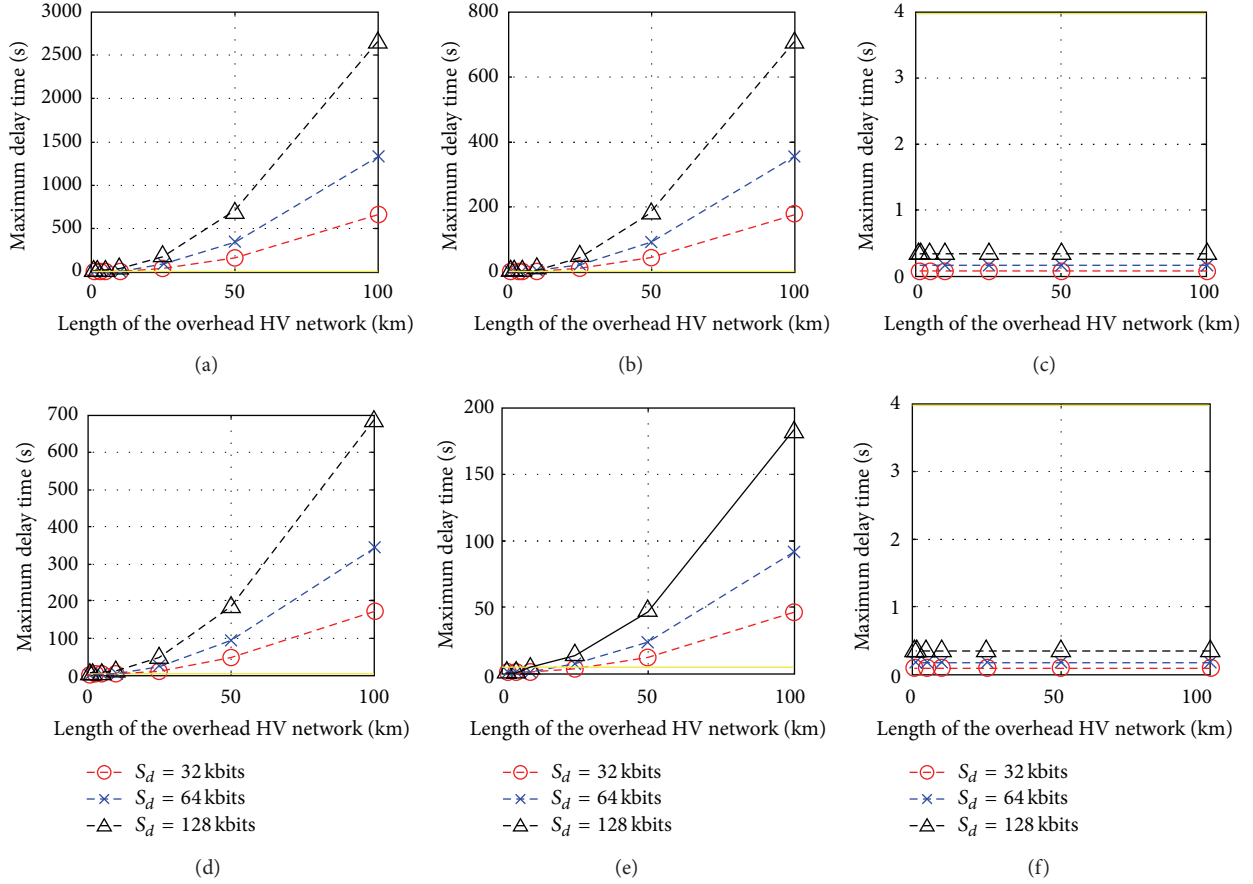 3000
2500
2000
1500
1000
500
0
Maximum delay time (s)
0 50 100
Length of the overhead HV network (km)
(a)
800
600
400
200
0
Maximum delay time (s)
0 50 100
Length of the overhead HV network (km)
(b)
4
3
2
1
0
Maximum delay time (s)
0 50 100
Length of the overhead HV network (km)
(c)
700
600
500
400
300
200
100
0
Maximum delay time (s)
0 50 100
Length of the overhead HV network (km)
S_d = 32 kbits
S_d = 64 kbits
S_d = 128 kbits
(d)
200
150
100
50
0
Maximum delay time (s)
0 50 100
Length of the overhead HV network (km)
S_d = 32 kbits
S_d = 64 kbits
S_d = 128 kbits
(e)
4
3
2
1
0
Maximum delay time (s)
0 50 100
Length of the overhead HV network (km)
S_d = 32 kbits
S_d = 64 kbits
S_d = 128 kbits
(f)